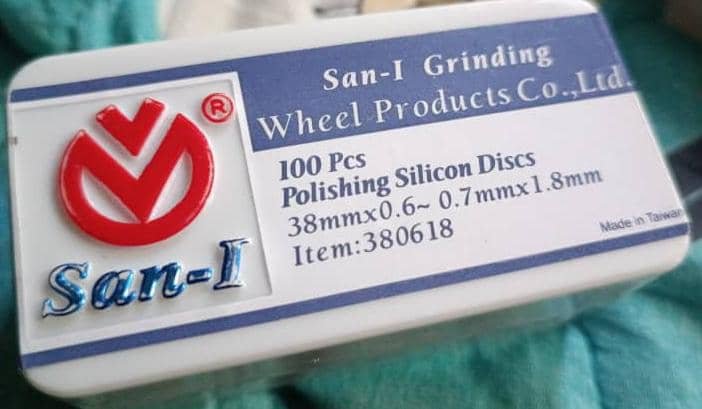 San-I Grinding
Wheel Products Co.,Ltd.
®
San-I
100 Pcs
Polishing Silicon Discs
38mmx0.6~ 0.7mmx1.8mm
Item:380618
Made in Taiwan